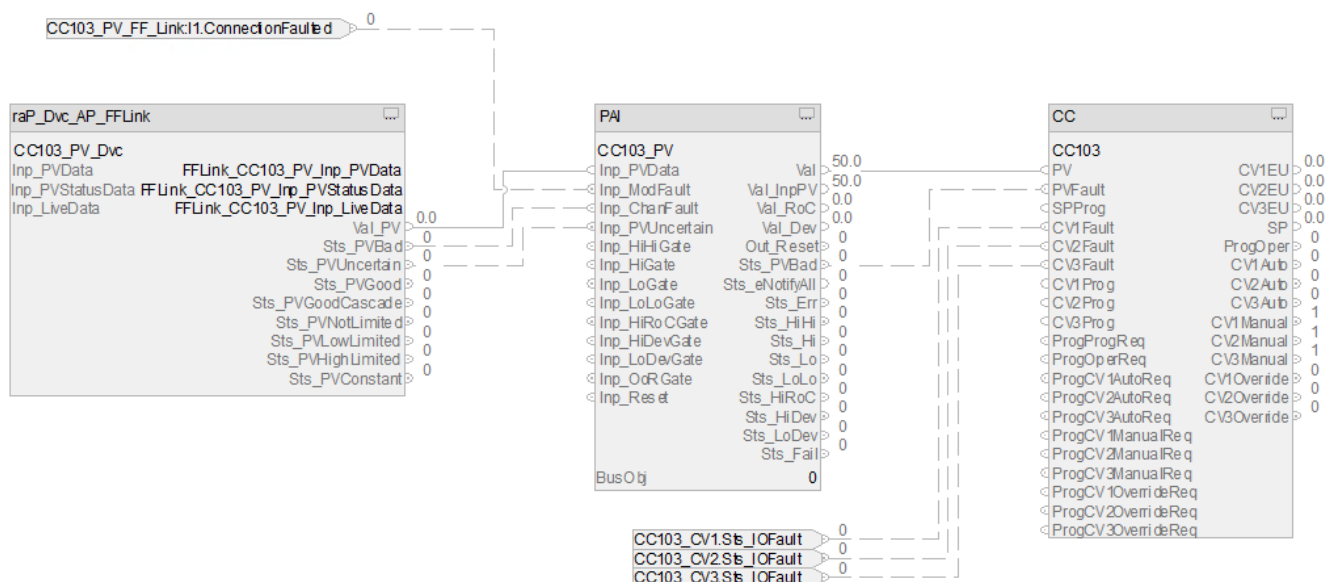 CC103_PV_FF_Link:I1.ConnectionFaulted
0
raP_Dvc_AP_FFLink
CC103_PV_Dvc
Inp_PVData FFLink_CC103_PV_Inp_PVData
Inp_PVStatusData FFLink_CC103_PV_Inp_PVStatusData
Inp_LiveData FFLink_CC103_PV_Inp_LiveData
Val_PV 0.0
Sts_PVBad 0
Sts_PVUncertain 0
Sts_PVGood 0
Sts_PVGoodCascade 0
Sts_PVNotLimited 0
Sts_PVLowLimited 0
Sts_PVHighLimited 0
Sts_PVConstant 0
PAI
CC103_PV
Inp_PVData Val 50.0
Inp_ModFault Val_InpPV 50.0
Inp_ChanFault Val_RoC 0.0
Inp_PVUncertain Val_Dev 0.0
Inp_HiHiGate Out_Reset 0
Inp_HiGate Sts_PVBad 0
Inp_LoGate Sts_eNotifyAll 0
Inp_LoLoGate Sts_Err 0
Inp_HiRoCGate Sts_HiHi 0
Inp_HiDevGate Sts_Hi 0
Inp_LoDevGate Sts_Lo 0
Inp_OoRGate Sts_LoLo 0
Inp_Reset Sts_HiRoC 0
Sts_HiDev 0
Sts_LoDev 0
Sts_Fail 0
BusObj 0
CC
CC103
PV CV1EU 0.0
PVFault CV2EU 0.0
SPProg CV3EU 0.0
CV1Fault SP 0.0
CV2Fault ProgOper 0
CV3Fault CV1Auto 0
CV1Prog CV2Auto 0
CV2Prog CV3Auto 0
CV3Prog CV1Manual 1
ProgProgReq CV2Manual 1
ProgOperReq CV3Manual 1
ProgCV1AutoReq CV1Override 0
ProgCV2AutoReq CV2Override 0
ProgCV3AutoReq CV3Override 0
ProgCV1ManualReq
ProgCV2ManualReq
ProgCV3ManualReq
ProgCV1OverrideReq
ProgCV2OverrideReq
ProgCV3OverrideReq
CC103_CV1.Sts_IOFault 0
CC103_CV2.Sts_IOFault 0
CC103_CV3.Sts_IOFault 0